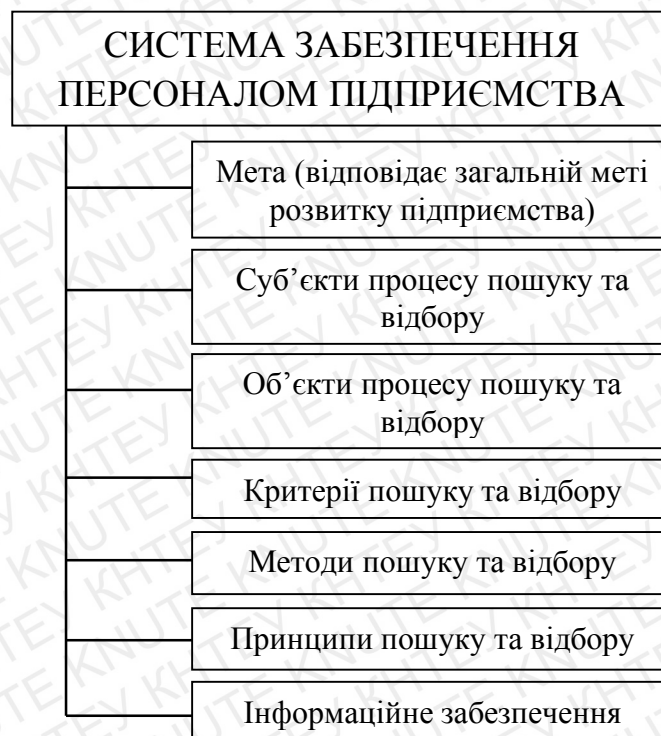 СИСТЕМА ЗАБЕЗПЕЧЕННЯ
ПЕРСОНАЛОМ ПІДПРИЄМСТВА
Мета (відповідає загальній меті
розвитку підприємства)
Суб’єкти процесу пошуку та
відбору
Об’єкти процесу пошуку та
відбору
Критерії пошуку та відбору
Методи пошуку та відбору
Принципи пошуку та відбору
Інформаційне забезпечення